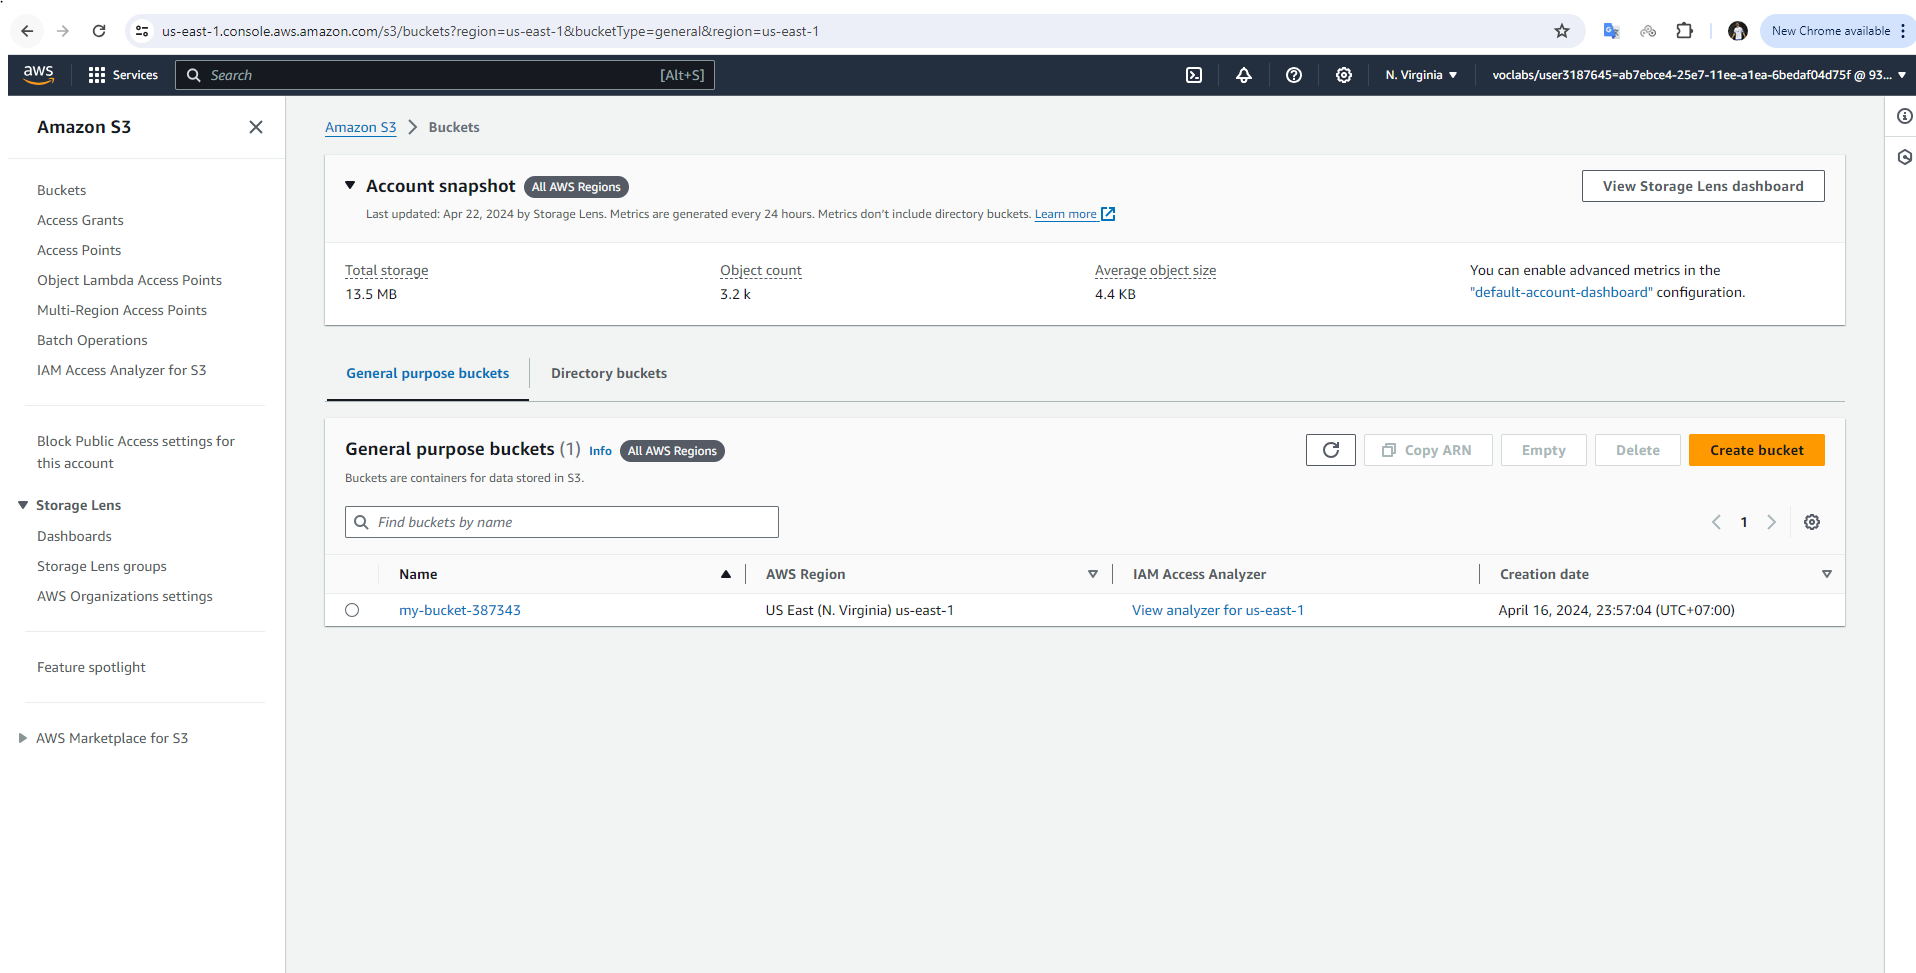 us-east-1.console.aws.amazon.com/s3/buckets?region=us-east-1&bucketType=general&region=us-east-1
New Chrome available
aws
Services
Search
[Alt+S]
N. Virginia
voclabs/user3187645=ab7ebce4-25e7-11ee-a1ea-6bedaf04d75f @ 93...
Amazon S3
Buckets
Access Grants
Access Points
Object Lambda Access Points
Multi-Region Access Points
Batch Operations
IAM Access Analyzer for S3
Block Public Access settings for
this account
Storage Lens
Dashboards
Storage Lens groups
AWS Organizations settings
Feature spotlight
AWS Marketplace for S3
Amazon S3 > Buckets
Account snapshot All AWS Regions
Last updated: Apr 22, 2024 by Storage Lens. Metrics are generated every 24 hours. Metrics don't include directory buckets. Learn more
View Storage Lens dashboard
Total storage
13.5 MB
Object count
3.2 k
Average object size
4.4 KB
You can enable advanced metrics in the
"default-account-dashboard" configuration.
General purpose buckets
Directory buckets
General purpose buckets (1) Info All AWS Regions
Buckets are containers for data stored in S3.
Copy ARN
Empty
Delete
Create bucket
Find buckets by name
1
Name
AWS Region
IAM Access Analyzer
Creation date
my-bucket-387343
US East (N. Virginia) us-east-1
View analyzer for us-east-1
April 16, 2024, 23:57:04 (UTC+07:00)